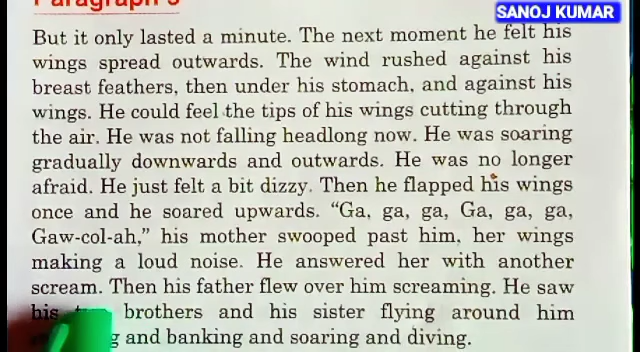 Paragraph 5
SANOJ KUMAR
But it only lasted a minute. The next moment he felt his
wings spread outwards. The wind rushed against his
breast feathers, then under his stomach, and against his
wings. He could feel the tips of his wings cutting through
the air. He was not falling headlong now. He was soaring
gradually downwards and outwards. He was no longer
afraid. He just felt a bit dizzy. Then he flapped his wings
once and he soared upwards. “Ga, ga, ga, Ga, ga, ga,
Gaw-col-ah,” his mother swooped past him, her wings
making a loud noise. He answered her with another
scream. Then his father flew over him screaming. He saw
his brothers and his sister flying around him
and banking and soaring and diving.